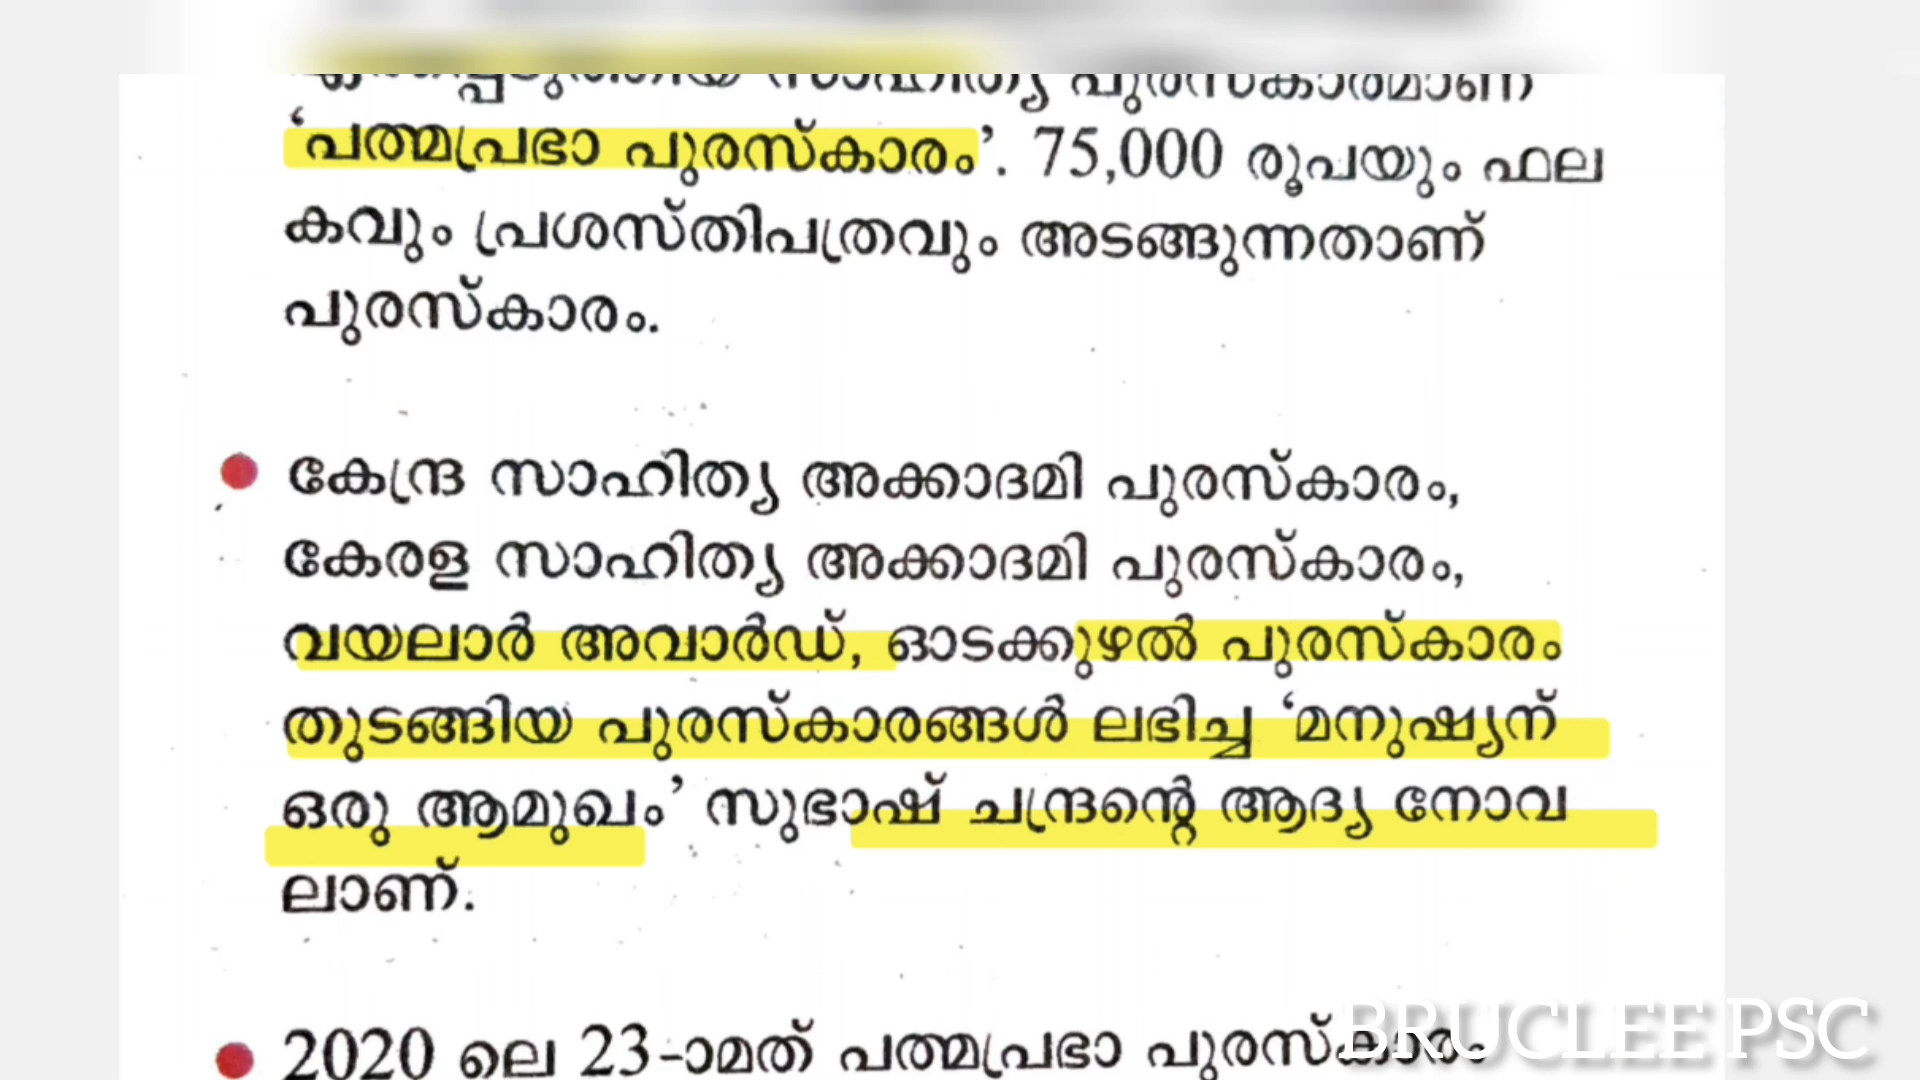 സാഹിത്യ പുരസ്കാരമാണ്
‘പത്മപ്രഭാ പുരസ്കാരം’. 75,000 രൂപയും ഫല
കവും പ്രശസ്തിപത്രവും അടങ്ങുന്നതാണ്
പുരസ്കാരം.
● കേന്ദ്ര സാഹിത്യ അക്കാദമി പുരസ്കാരം,
കേരള സാഹിത്യ അക്കാദമി പുരസ്കാരം,
വയലാർ അവാർഡ്, ഓടക്കുഴൽ പുരസ്കാരം
തുടങ്ങിയ പുരസ്കാരങ്ങൾ ലഭിച്ച ‘മനുഷ്യന്
ഒരു ആമുഖം’ സുഭാഷ് ചന്ദ്രന്റെ ആദ്യ നോവ
ലാണ്.
● 2020 ലെ 23-ാമത് പത്മപ്രഭാ പുരസ്കാരം
BRUCLEE PSC